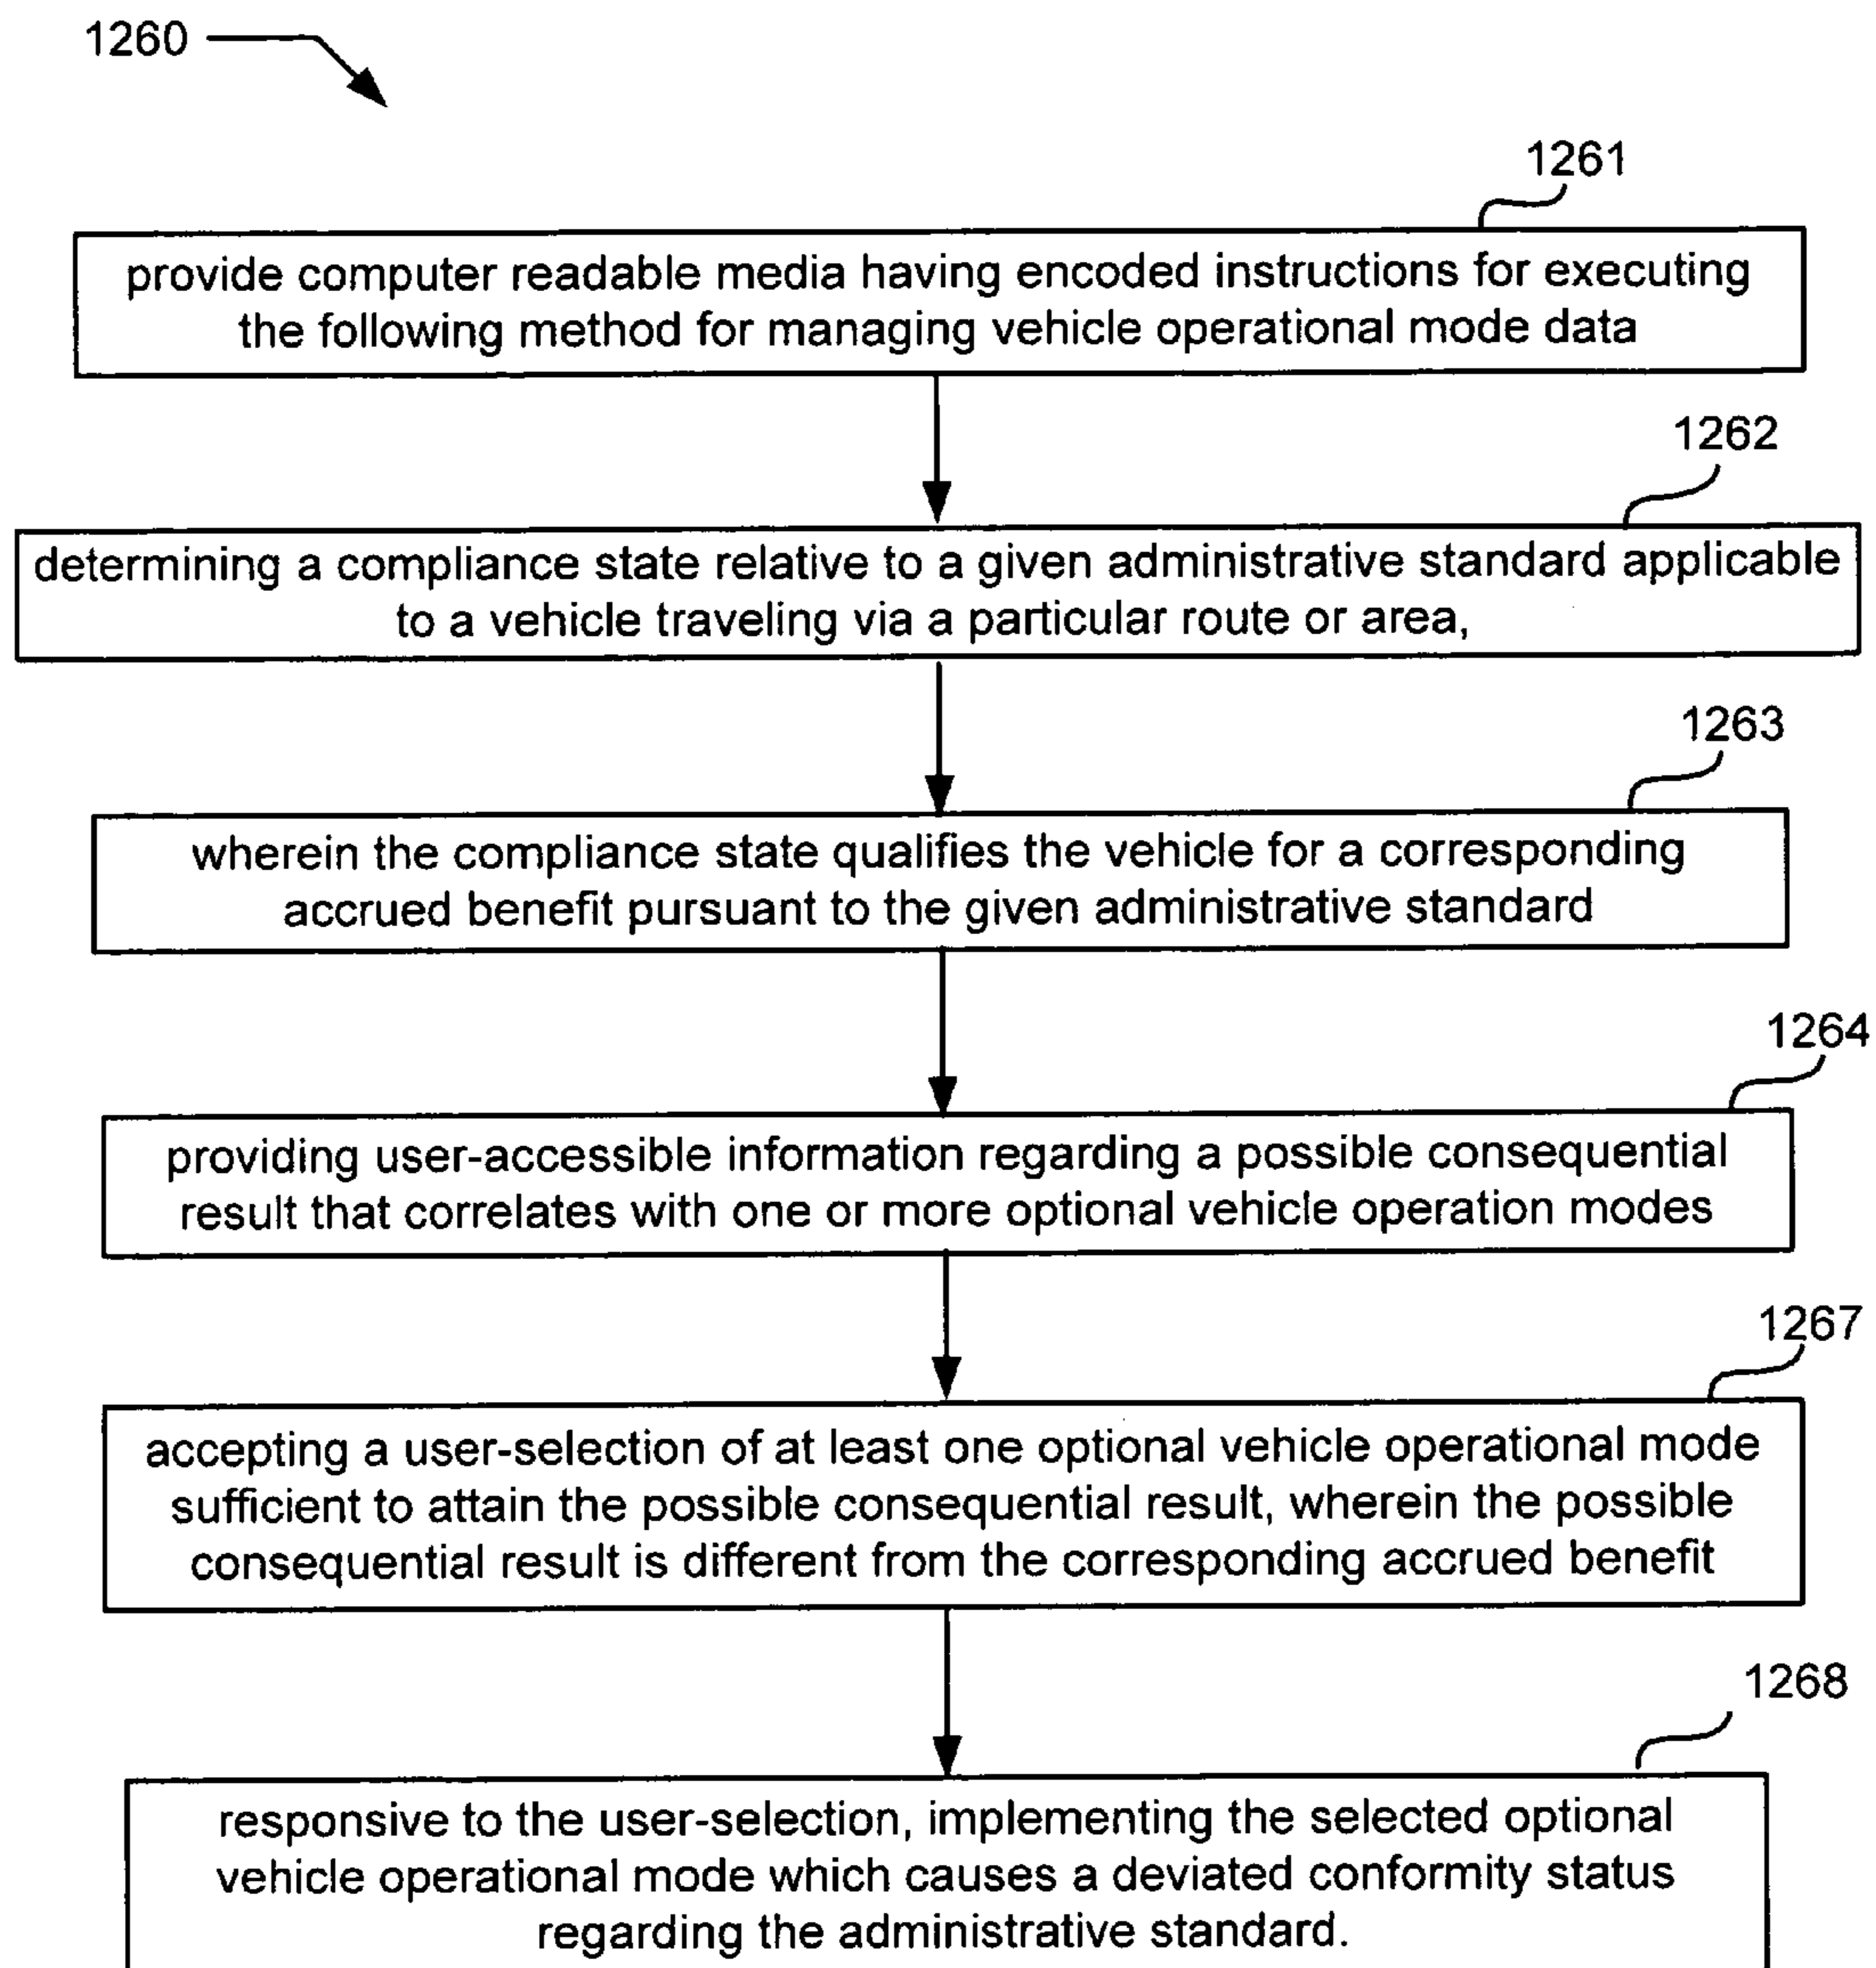 1260
1261
provide computer readable media having encoded instructions for executing
the following method for managing vehicle operational mode data
1262
determining a compliance state relative to a given administrative standard applicable
to a vehicle traveling via a particular route or area,
1263
wherein the compliance state qualifies the vehicle for a corresponding
accrued benefit pursuant to the given administrative standard
1264
providing user-accessible information regarding a possible consequential
result that correlates with one or more optional vehicle operation modes
1267
accepting a user-selection of at least one optional vehicle operational mode
sufficient to attain the possible consequential result, wherein the possible
consequential result is different from the corresponding accrued benefit
1268
responsive to the user-selection, implementing the selected optional
vehicle operational mode which causes a deviated conformity status
regarding the administrative standard.